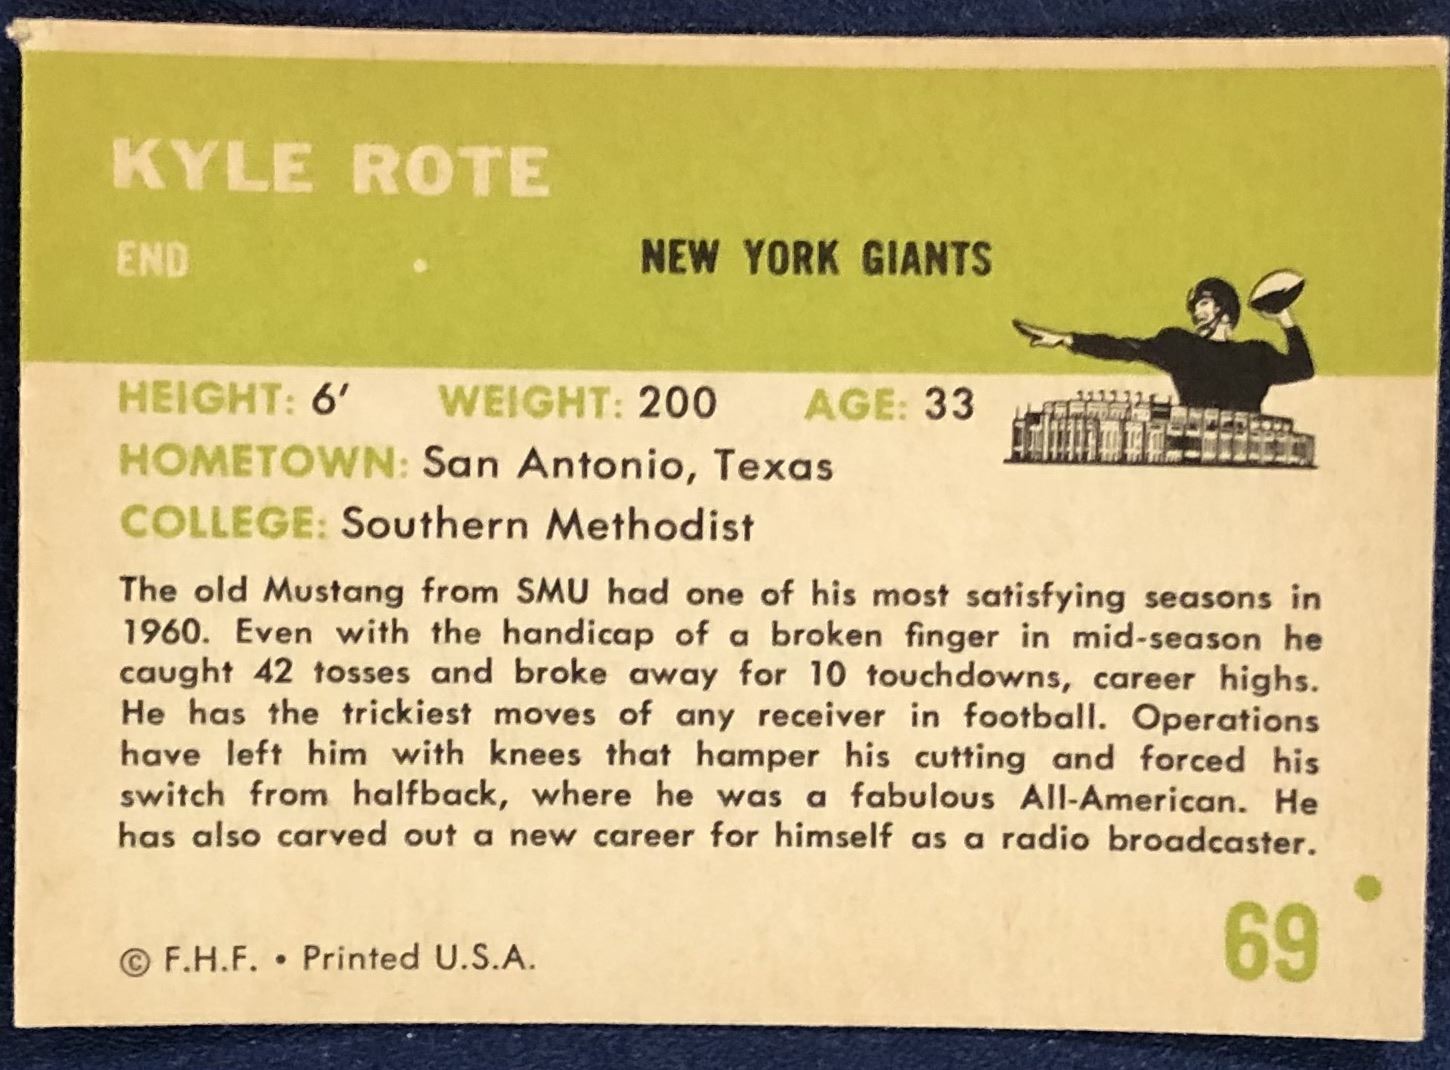 KYLE ROTE
END NEW YORK GIANTS
HEIGHT: 6' WEIGHT: 200 AGE: 33
HOMETOWN: San Antonio, Texas
COLLEGE: Southern Methodist
The old Mustang from SMU had one of his most satisfying seasons in
1960. Even with the handicap of a broken finger in mid-season he
caught 42 tosses and broke away for 10 touchdowns, career highs.
He has the trickiest moves of any receiver in football. Operations
have left him with knees that hamper his cutting and forced his
switch from halfback, where he was a fabulous All-American. He
has also carved out a new career for himself as a radio broadcaster.
69
© F.H.F. • Printed U.S.A.